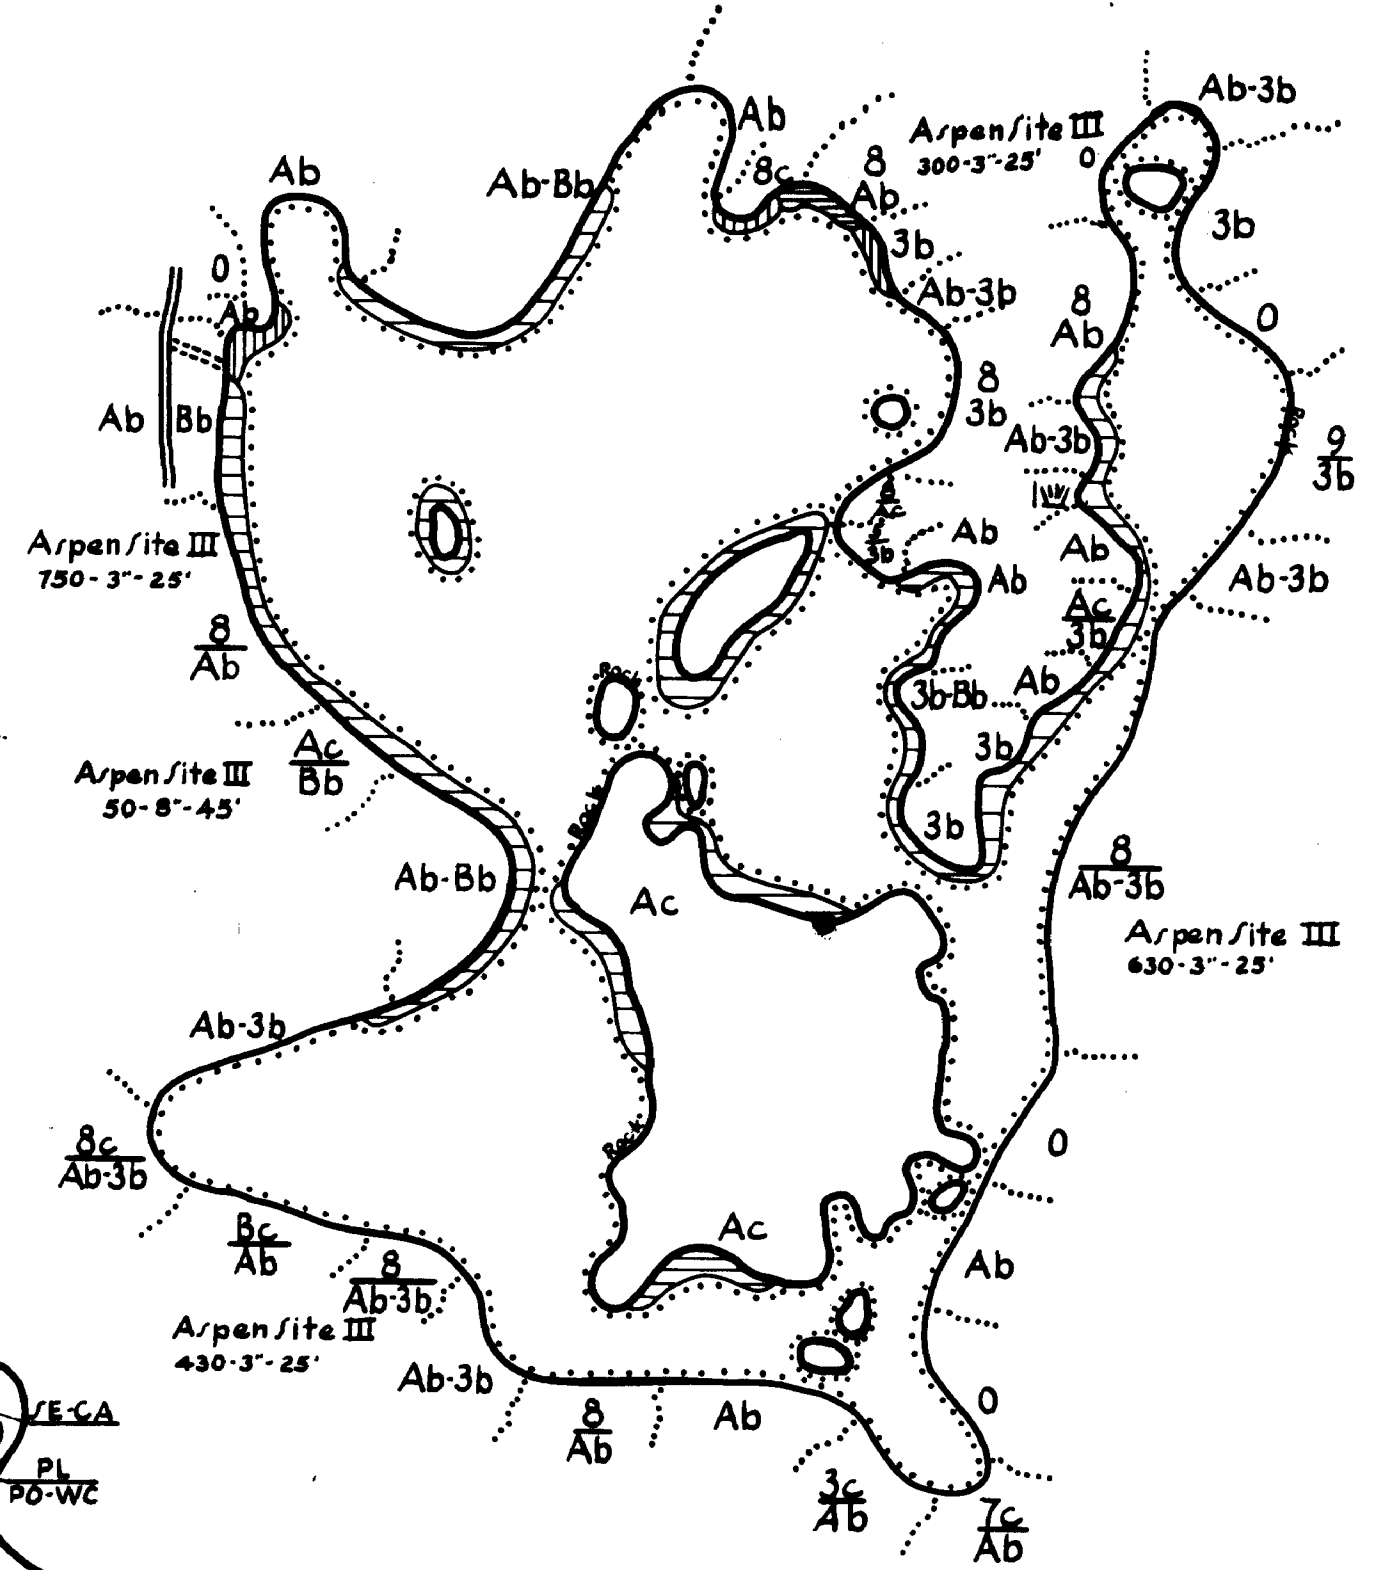 Ab
Ab-3b
Aspen Site III
300-3"-25'
0
8c
8
Ab
Ab
Ab-Bb
3b
3b
0
Ab-3b
8
Ab
0
Ab
8
3b
Ab
Bb
Ab-3b
Rock
9
3b
Ab
Aspen Site III
750-3"-25'
Ab
Ab
Ab-3b
8
Ab
Ac
3b
Rock
3b-Bb
Ab
Ac
Bb
3b
Aspen Site III
50-8"-45'
Rock
3b
8
Ab-3b
Ab-Bb
Ac
Aspen Site III
630-3"-25'
Ab-3b
8c
Ab-3b
Rock
0
Bc
Ab
Ac
8
Ab-3b
Ab
Aspen Site III
430-3"-25'
Ab-3b
0
8
Ab
Ab
SE-CA
PL
PO-WC
3c
Ab
7c
Ab